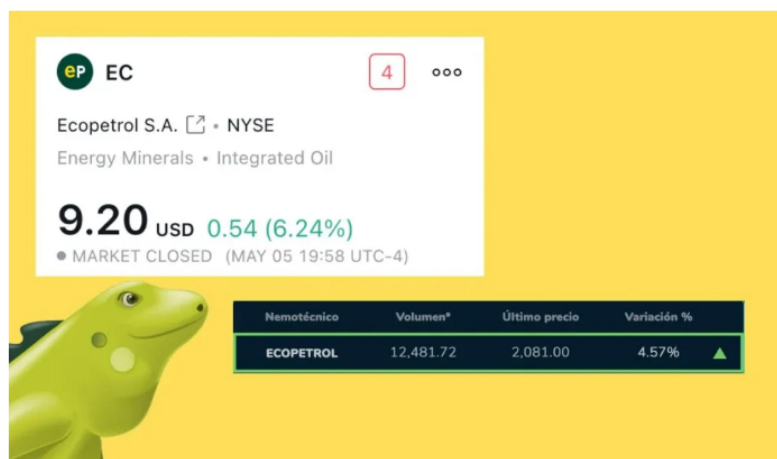 eP EC 4
Ecopetrol S.A. • NYSE
Energy Minerals • Integrated Oil
9.20 USD 0.54 (6.24%)
• MARKET CLOSED (MAY 05 19:58 UTC-4)
Nemotécnico Volumen* Último precio Variación %
ECOPETROL 12,481.72 2,081.00 4.57% ▲